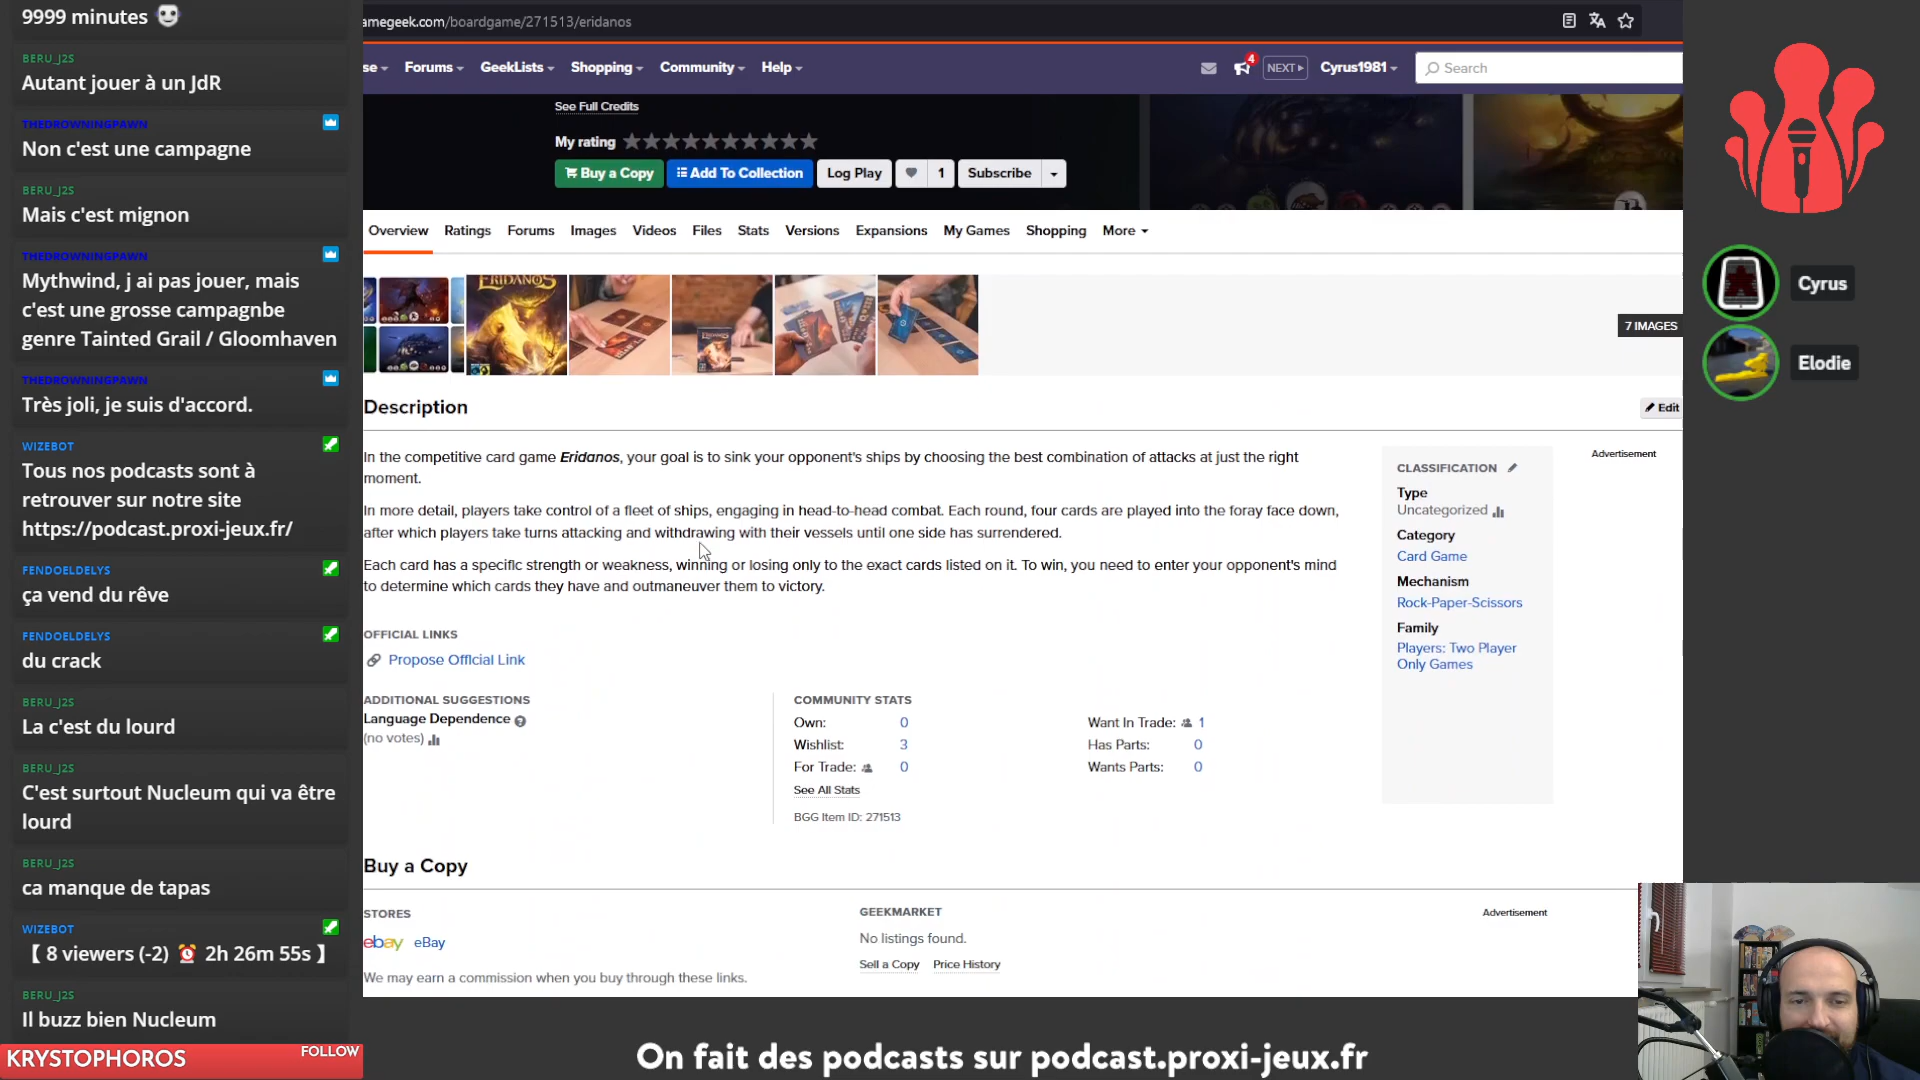 9999 minutes
BERU_J2S
Autant jouer à un JdR
THEDROWNINGPAWN
Non c'est une campagne
BERU_J2S
Mais c'est mignon
THEDROWNINGPAWN
Mythwind, j ai pas jouer, mais
c'est une grosse campagnbe
genre Tainted Grail / Gloomhaven
THEDROWNINGPAWN
Très joli, je suis d'accord.
WIZEBOT
Tous nos podcasts sont à
retrouver sur notre site
https://podcast.proxi-jeux.fr/
FENDOELDELYS
ça vend du rêve
FENDOELDELYS
du crack
BERU_J2S
La c'est du lourd
BERU_J2S
C'est surtout Nucleum qui va être
lourd
BERU_J2S
ca manque de tapas
WIZEBOT
【 8 viewers (-2) ⏰ 2h 26m 55s 】
BERU_J2S
Il buzz bien Nucleum
KRYSTOPHOROS
FOLLOW
amegeek.com/boardgame/271513/eridanos
se Forums GeekLists Shopping Community Help
4
NEXT
Cyrus1981
Search
See Full Credits
My rating
Buy a Copy
Add To Collection
Log Play
1
Subscribe
Overview Ratings Forums Images Videos Files Stats Versions Expansions My Games Shopping More
ERIDANOS
7 IMAGES
Description
Edit
In the competitive card game Eridanos, your goal is to sink your opponent's ships by choosing the best combination of attacks at just the right
moment.
In more detail, players take control of a fleet of ships, engaging in head-to-head combat. Each round, four cards are played into the foray face down,
after which players take turns attacking and withdrawing with their vessels until one side has surrendered.
Each card has a specific strength or weakness, winning or losing only to the exact cards listed on it. To win, you need to enter your opponent's mind
to determine which cards they have and outmaneuver them to victory.
CLASSIFICATION
Type
Uncategorized
Category
Card Game
Mechanism
Rock-Paper-Scissors
Family
Players: Two Player
Only Games
Advertisement
OFFICIAL LINKS
Propose Official Link
ADDITIONAL SUGGESTIONS
Language Dependence
(no votes)
COMMUNITY STATS
Own: 0
Wishlist: 3
For Trade: 0
Want In Trade: 1
Has Parts: 0
Wants Parts: 0
See All Stats
BGG Item ID: 271513
Buy a Copy
STORES
ebay eBay
We may earn a commission when you buy through these links.
GEEKMARKET
No listings found.
Sell a Copy Price History
Advertisement
Cyrus
Elodie
On fait des podcasts sur podcast.proxi-jeux.fr